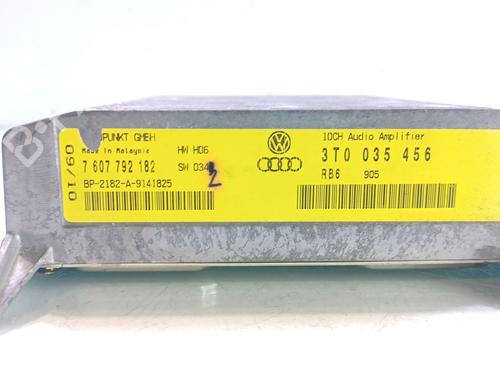 PUNKT GMBH
Made in Malaysia
HW H06
7 607 792 182
SW 034
2
BP-2182-A-9141825
09/10
10CH Audio Amplifier
3T0 035 456
RB6 905